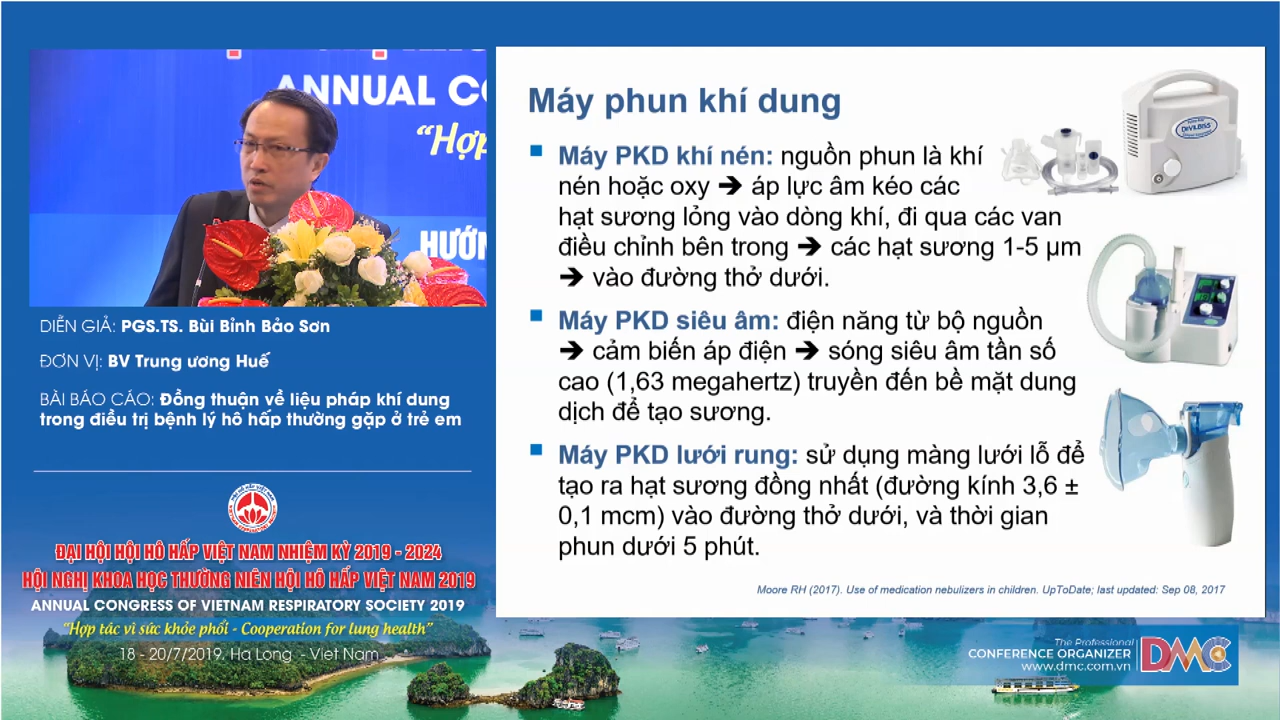 ANNUAL CO
“Hợp
HƯỚN
DIỄN GIẢ: PGS.TS. Bùi Bỉnh Bảo Sơn
ĐƠN VỊ: BV Trung ương Huế
BÀI BÁO CÁO: Đồng thuận về liệu pháp khí dung
trong điều trị bệnh lý hô hấp thường gặp ở trẻ em
ĐẠI HỘI HỘI HÔ HẤP VIỆT NAM NHIỆM KỲ 2019 - 2024
HỘI NGHỊ KHOA HỌC THƯỜNG NIÊN HỘI HÔ HẤP VIỆT NAM 2019
ANNUAL CONGRESS OF VIETNAM RESPIRATORY SOCIETY 2019
“Hợp tác vì sức khỏe phổi - Cooperation for lung health”
18 - 20/7/2019. Ha Long - Viet Nam
Máy phun khí dung
Máy PKD khí nén: nguồn phun là khí
nén hoặc oxy ➔ áp lực âm kéo các
hạt sương lỏng vào dòng khí, đi qua các van
điều chỉnh bên trong ➔ các hạt sương 1-5 µm
➔ vào đường thở dưới.
Máy PKD siêu âm: điện năng từ bộ nguồn
➔ cảm biến áp điện ➔ sóng siêu âm tần số
cao (1,63 megahertz) truyền đến bề mặt dung
dịch để tạo sương.
Máy PKD lưới rung: sử dụng màng lưới lỗ để
tạo ra hạt sương đồng nhất (đường kính 3,6 ±
0,1 mcm) vào đường thở dưới, và thời gian
phun dưới 5 phút.
Moore RH (2017). Use of medication nebulizers in children. UpToDate; last updated: Sep 08, 2017
DEVILBISS
The Professional
CONFERENCE ORGANIZER
www.dmc.com.vn
DMC